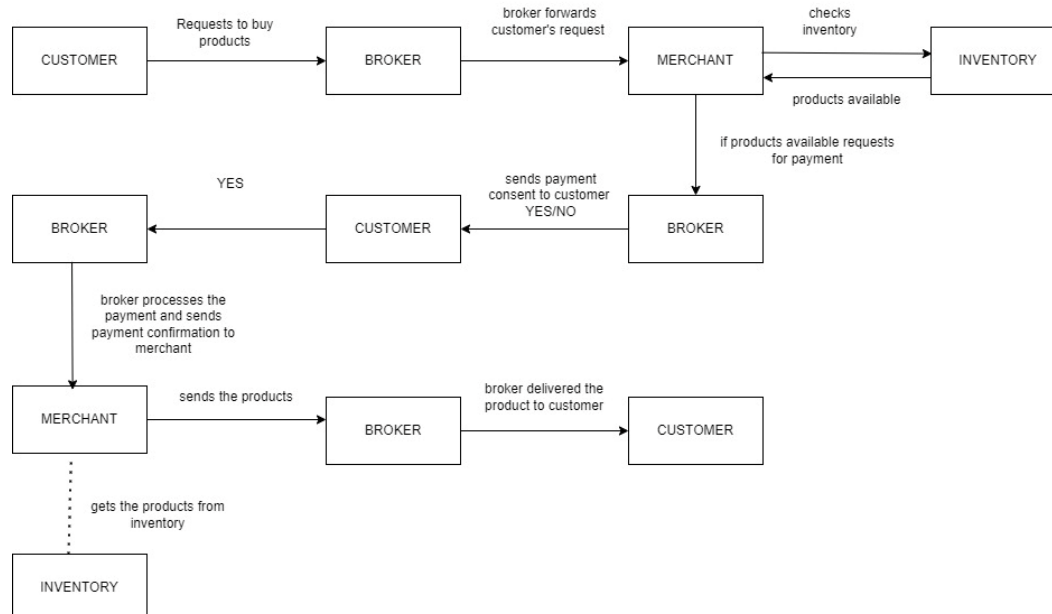 Requests to buy
products
broker forwards
customer's request
checks
inventory
CUSTOMER
BROKER
MERCHANT
INVENTORY
products available
if products available requests
for payment
YES
sends payment
consent to customer
YES/NO
BROKER
CUSTOMER
BROKER
broker processes the
payment and sends
payment confirmation to
merchant
MERCHANT
sends the products
BROKER
broker delivered the
product to customer
CUSTOMER
gets the products from
inventory
INVENTORY